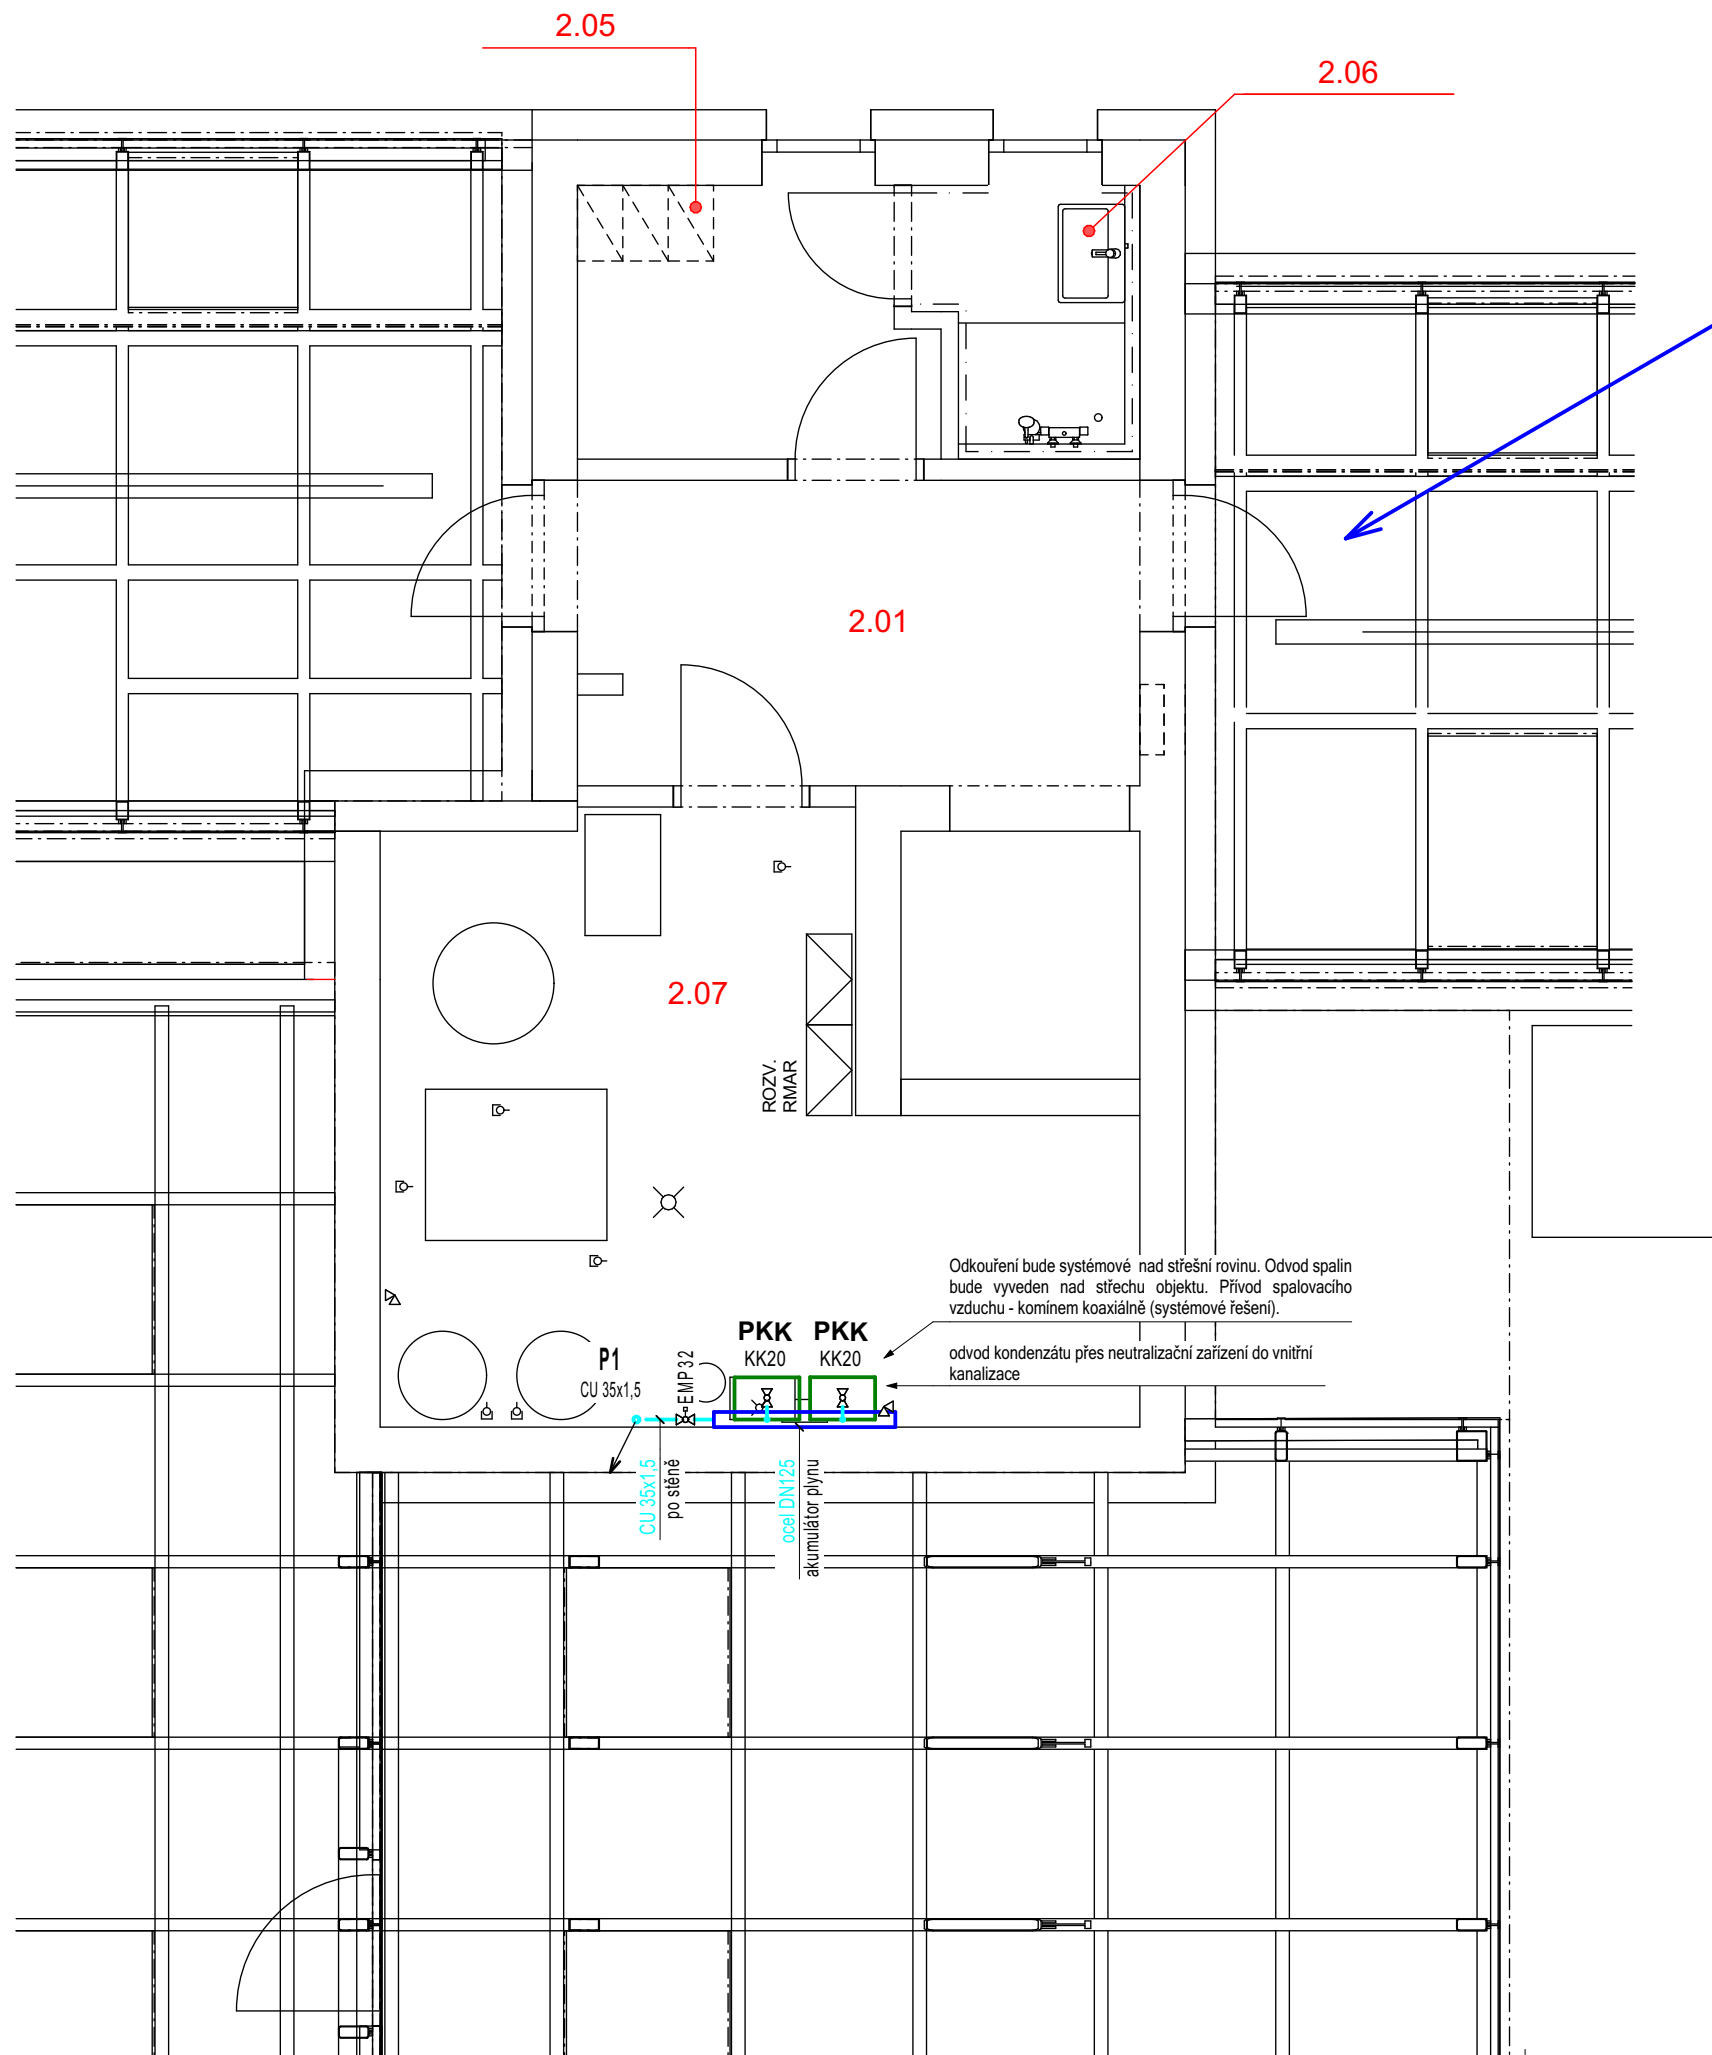 2.05
2.06
2.01
2.07
ROZV.
RMAR
Odkouření bude systémové nad střešní rovinu. Odvod spalin
bude vyveden nad střechu objektu. Přívod spalovacího
vzduchu - komínem koaxiálně (systémové řešení).
odvod kondenzátu přes neutralizační zařízení do vnitřní
kanalizace
PKK
KK20
PKK
KK20
P1
CU 35x1,5
EMP32
CU 35x1,5
po stěně
ocel DN125
akumulátor plynu